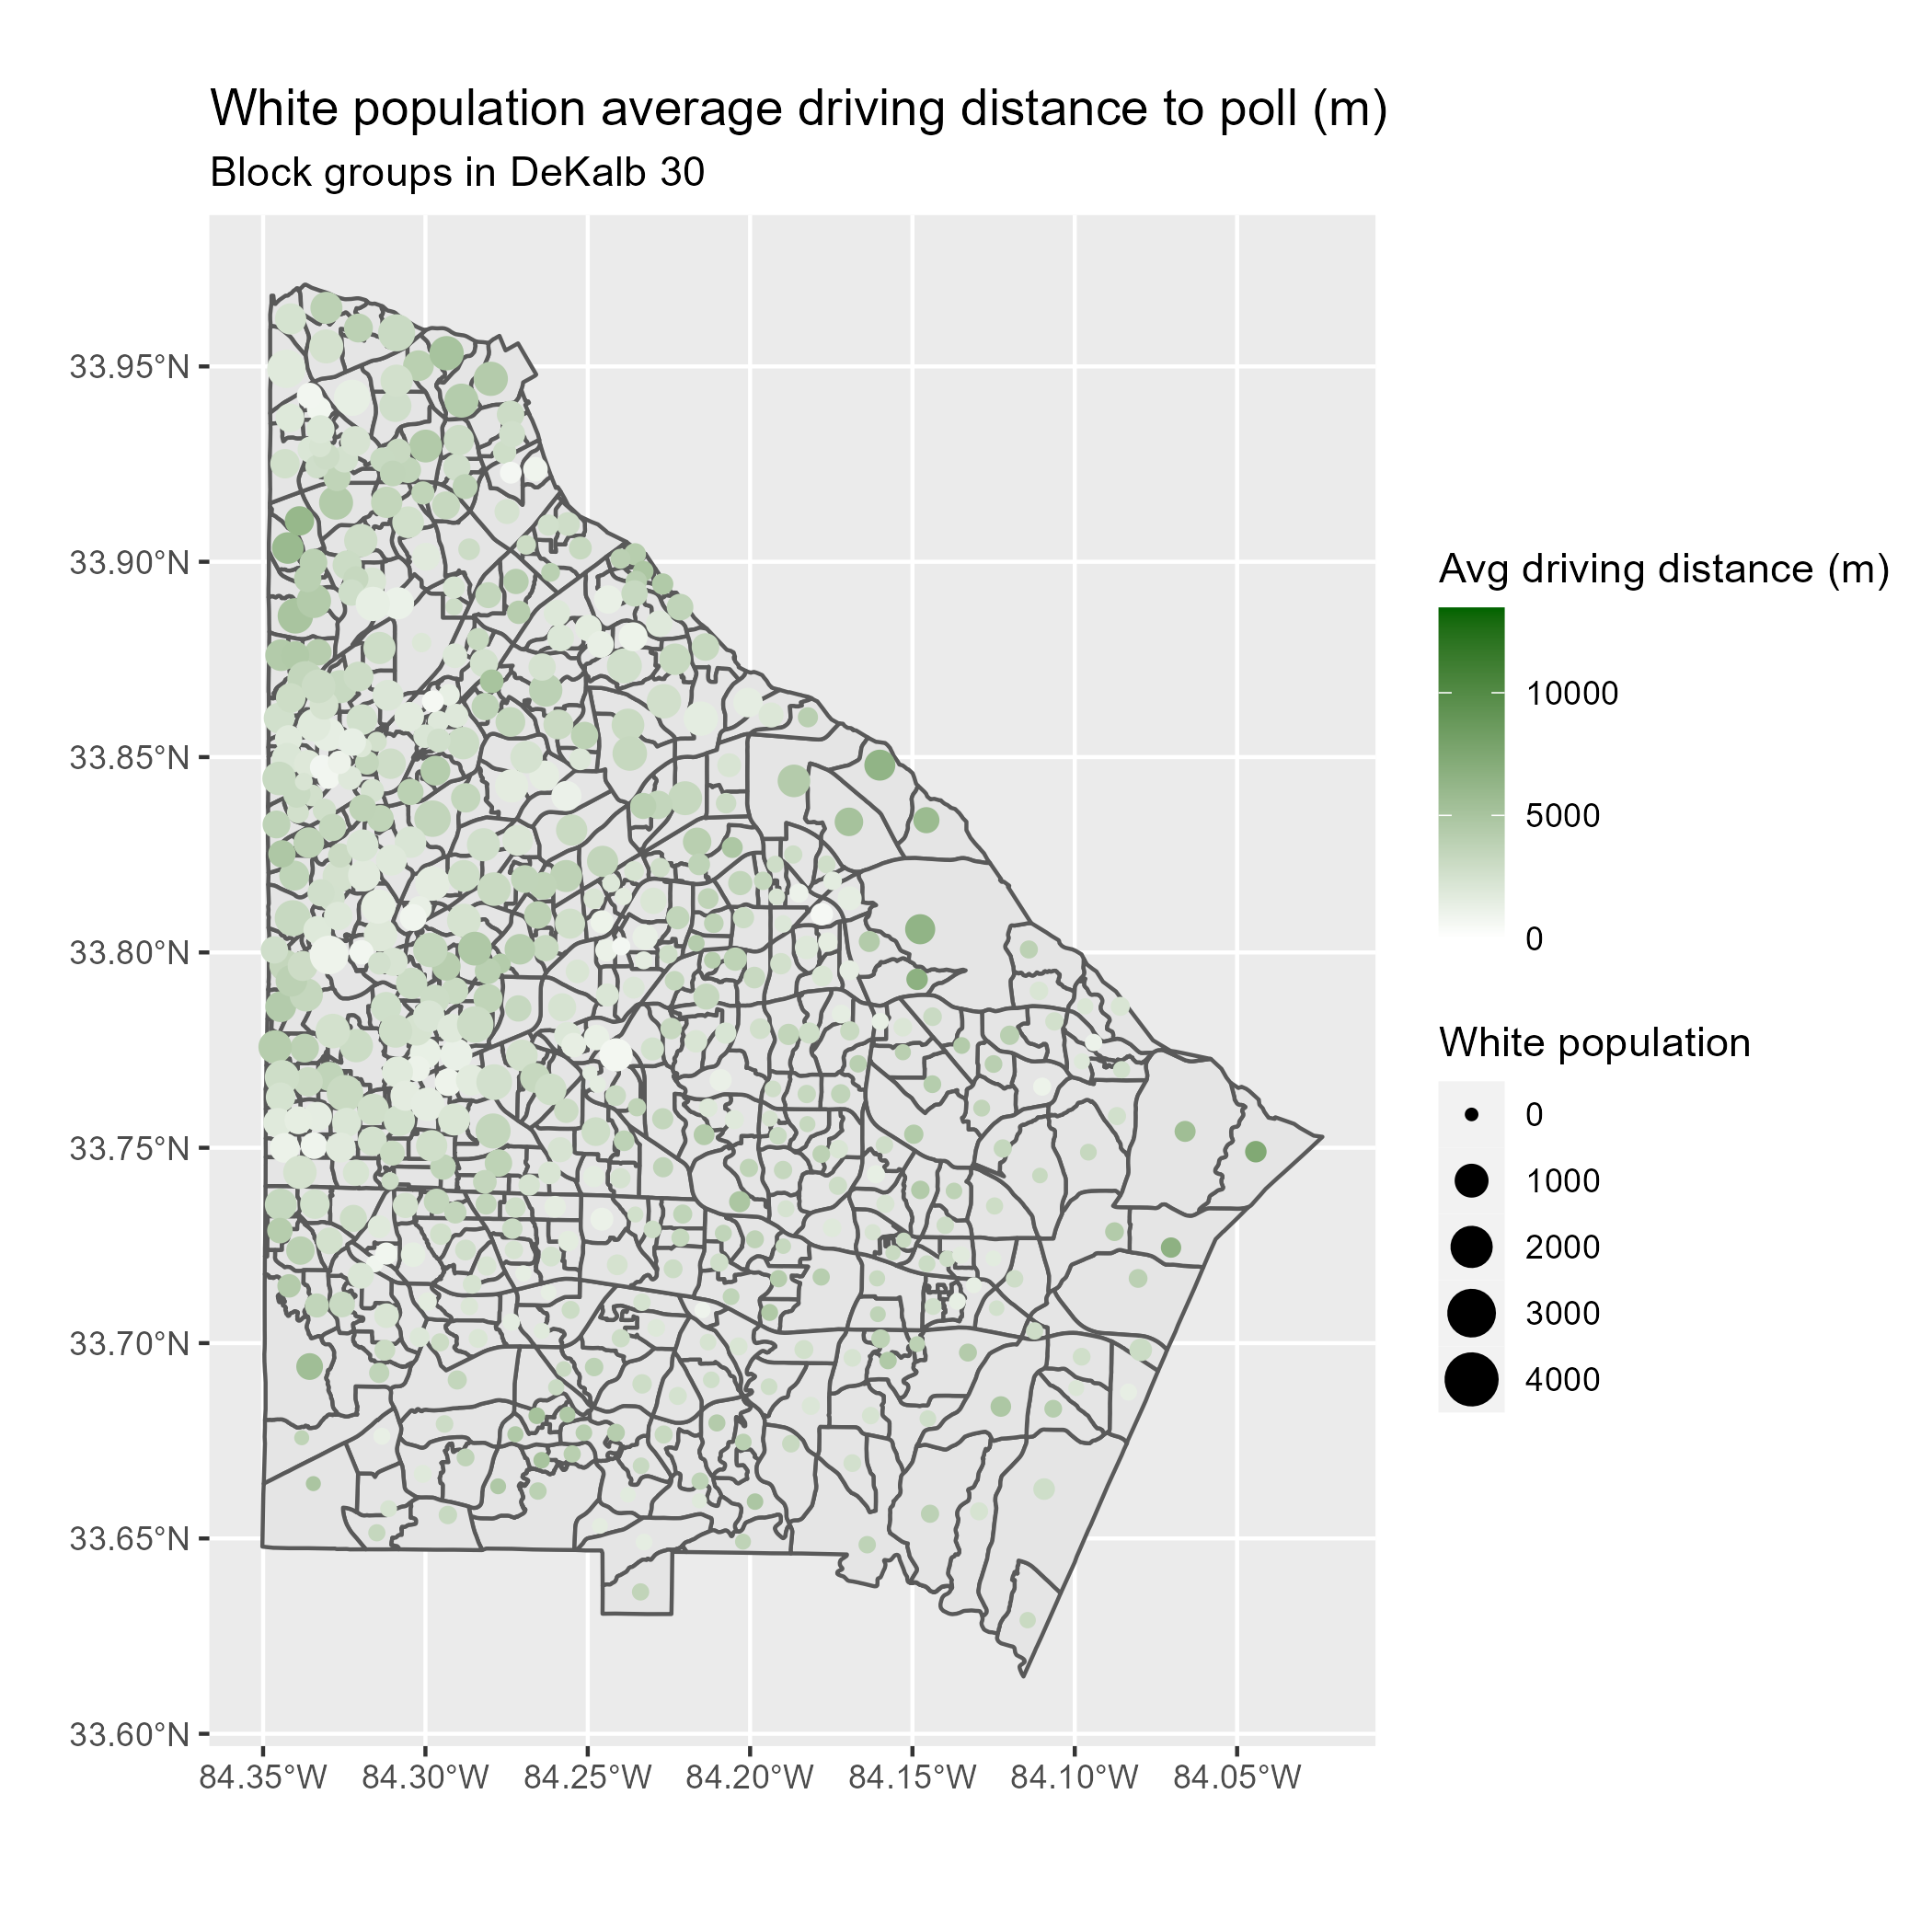 White population average driving distance to poll (m)
Block groups in DeKalb 30
33.95°N
33.90°N
33.85°N
33.80°N
33.75°N
33.70°N
33.65°N
33.60°N
84.35°W
84.30°W
84.25°W
84.20°W
84.15°W
84.10°W
84.05°W
Avg driving distance (m)
10000
5000
0
White population
0
1000
2000
3000
4000